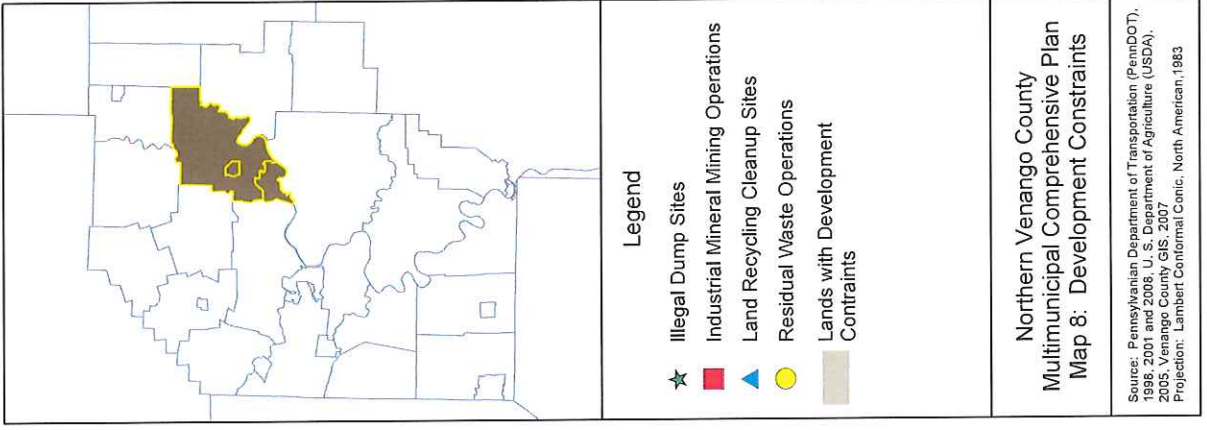 Legend
Illegal Dump Sites
Industrial Mineral Mining Operations
Land Recycling Cleanup Sites
Residual Waste Operations
Lands with Development
Contraints
Northern Venango County
Multimunicipal Comprehensive Plan
Map 8: Development Constraints
Source: Pennsylvanian Department of Transportation (PennDOT),
1998, 2001 and 2008, U. S. Department of Agriculture (USDA),
2005, Venango County GIS, 2007
Projection: Lambert Conformal Conic, North American,1983